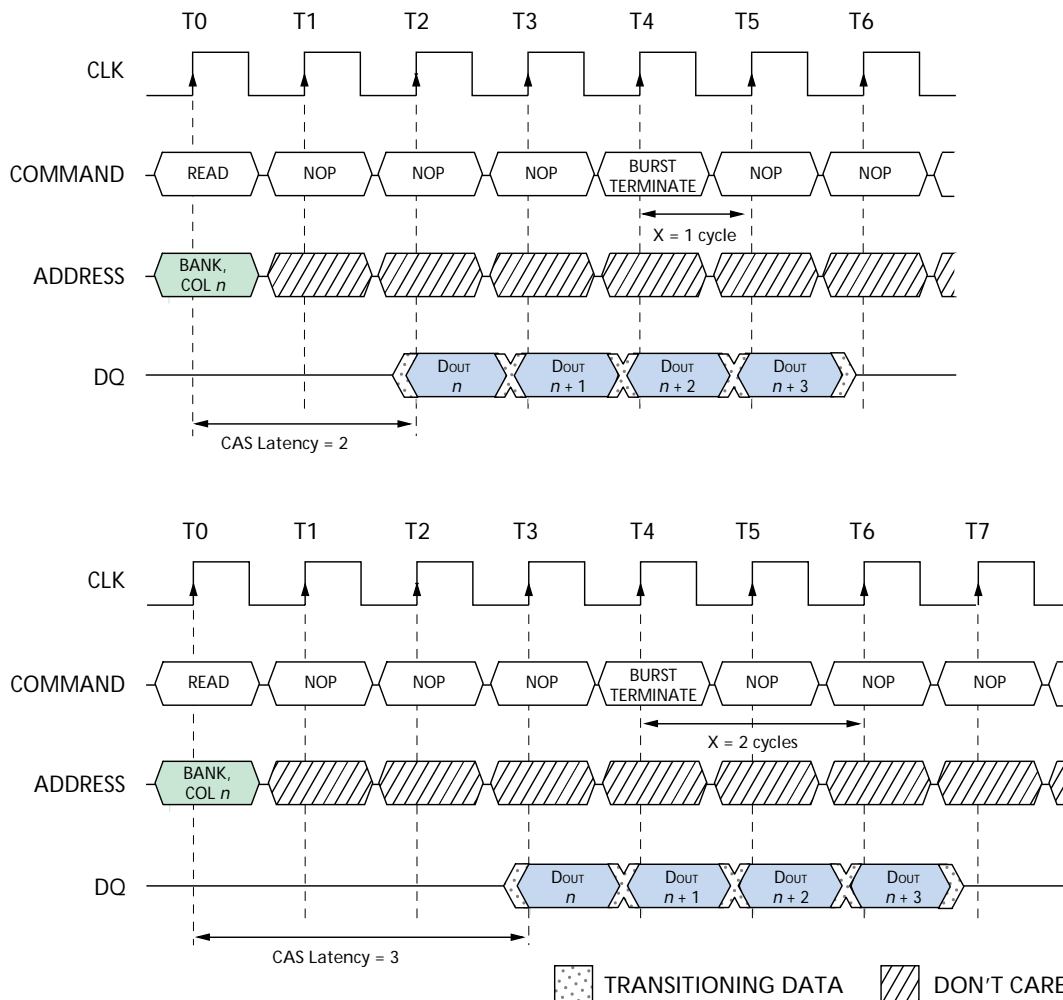 T0 T1 T2 T3 T4 T5 T6
CLK
COMMAND READ NOP NOP NOP BURST TERMINATE NOP NOP
X = 1 cycle
ADDRESS BANK, COL n
DQ DOUT n DOUT n + 1 DOUT n + 2 DOUT n + 3
CAS Latency = 2
T0 T1 T2 T3 T4 T5 T6 T7
CLK
COMMAND READ NOP NOP NOP BURST TERMINATE NOP NOP NOP
X = 2 cycles
ADDRESS BANK, COL n
DQ DOUT n DOUT n + 1 DOUT n + 2 DOUT n + 3
CAS Latency = 3
TRANSITIONING DATA DON'T CARE